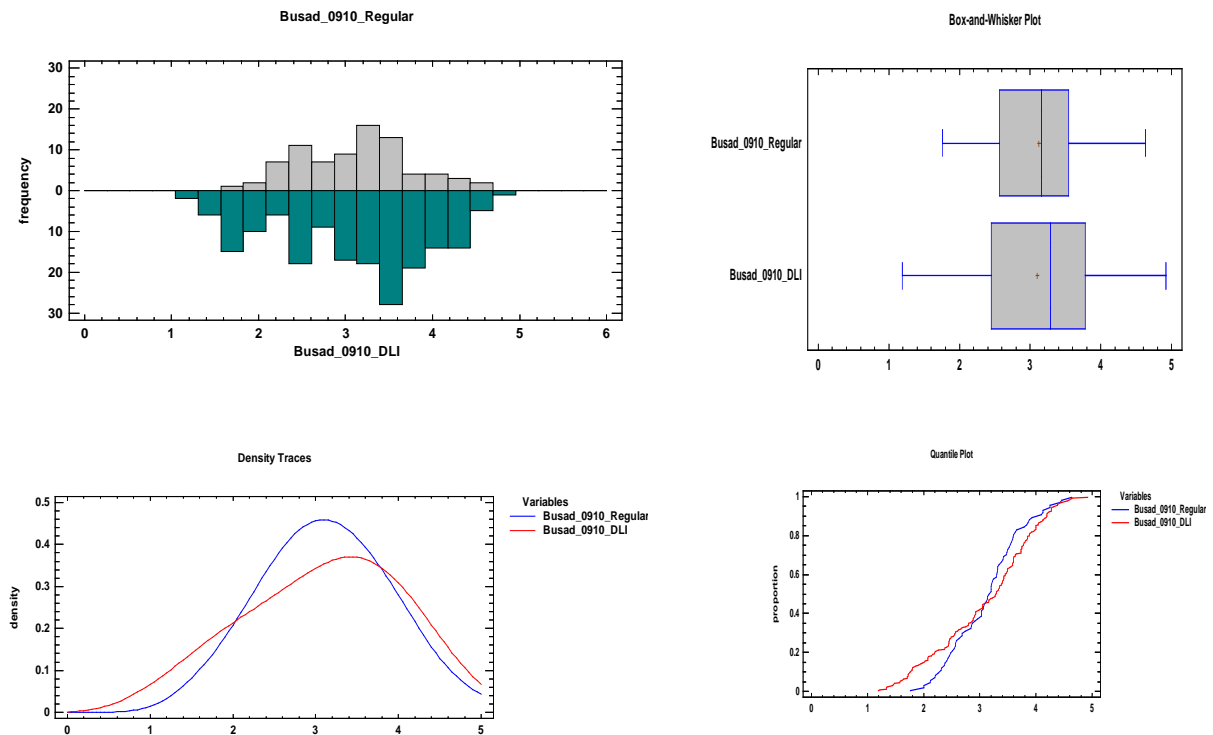 Busad_0910_Regular
30
20
10
0
10
20
30
frequency
0 1 2 3 4 5 6
Busad_0910_DLI
Box-and-Whisker Plot
Busad_0910_Regular
Busad_0910_DLI
0 1 2 3 4 5
Density Traces
0.5
0.4
0.3
0.2
0.1
0
density
0 1 2 3 4 5
Variables
Busad_0910_Regular
Busad_0910_DLI
Quantile Plot
1
0.8
0.6
0.4
0.2
0
proportion
0 1 2 3 4 5
Variables
Busad_0910_Regular
Busad_0910_DLI